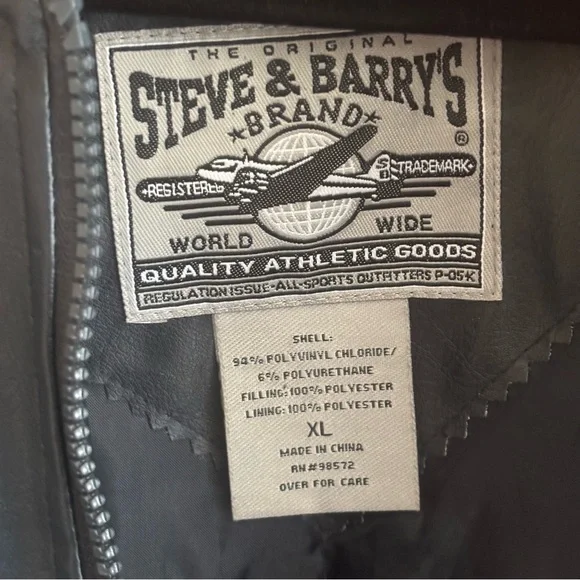 THE ORIGINAL
STEVE & BARRY'S
★BRAND★
®
REGISTERED
TRADEMARK
WORLD WIDE
QUALITY ATHLETIC GOODS
REGULATION ISSUE-ALL-SPORTS OUTFITTERS P-05-K
SHELL:
94% POLYVINYL CHLORIDE/
6% POLYURETHANE
FILLING: 100% POLYESTER
LINING: 100% POLYESTER
XL
MADE IN CHINA
RN#98572
OVER FOR CARE